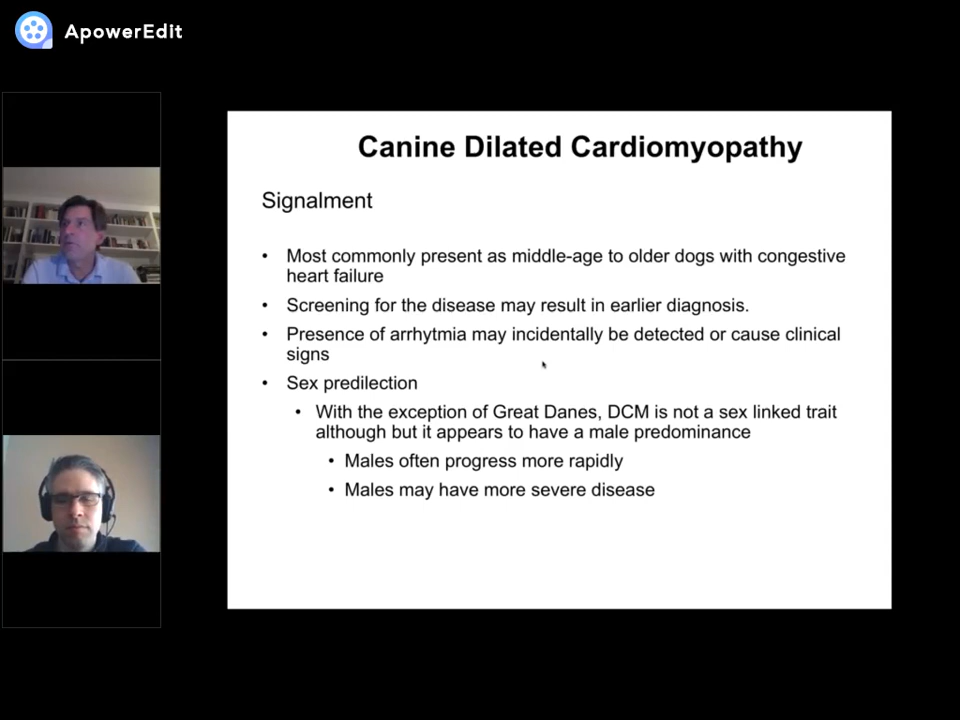 ApowerEdit
Canine Dilated Cardiomyopathy
Signalment
• Most commonly present as middle-age to older dogs with congestive
heart failure
• Screening for the disease may result in earlier diagnosis.
• Presence of arrhytmia may incidentally be detected or cause clinical
signs
• Sex predilection
• With the exception of Great Danes, DCM is not a sex linked trait
although but it appears to have a male predominance
• Males often progress more rapidly
• Males may have more severe disease